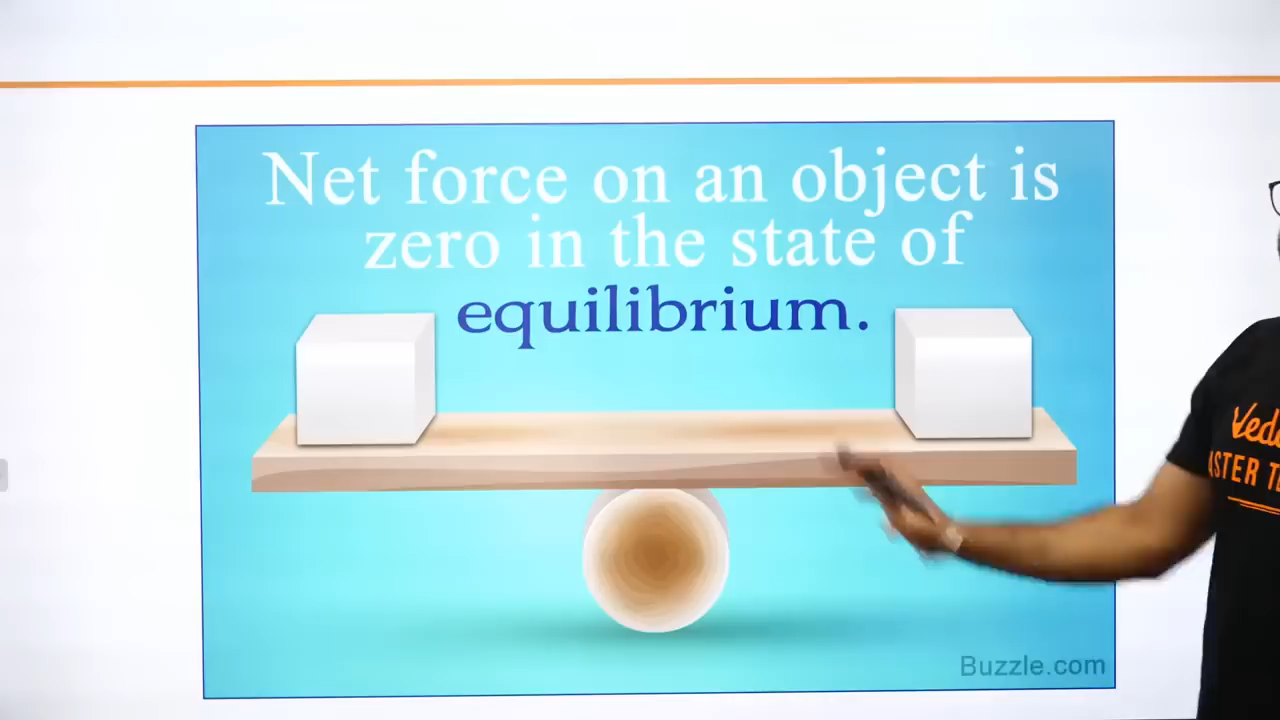 Net force on an object is
zero in the state of
equilibrium.
Buzzle.com